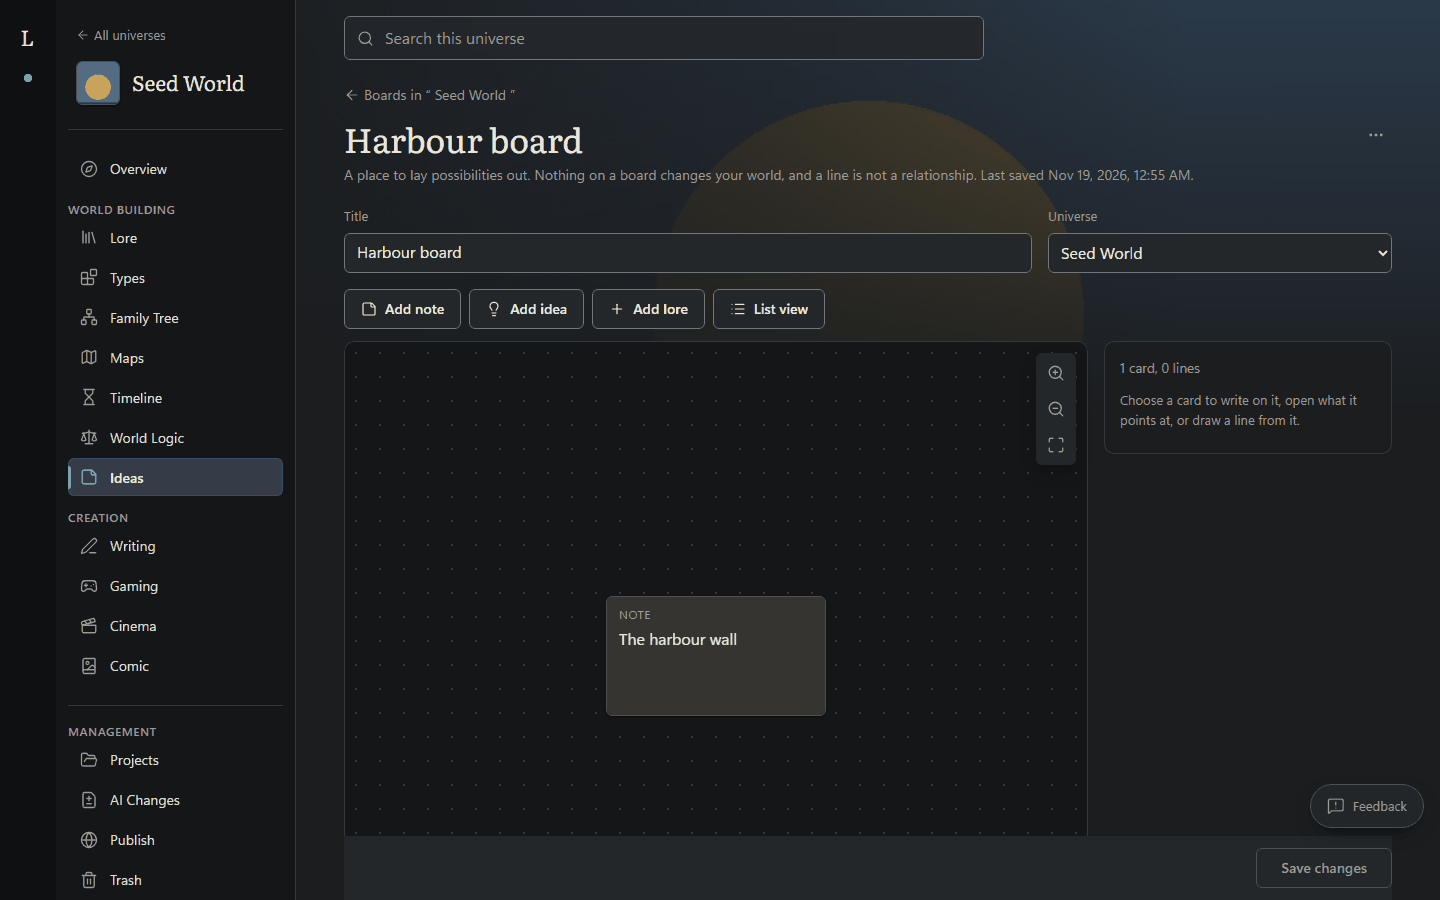 L
All universes
Seed World
Overview
WORLD BUILDING
Lore
Types
Family Tree
Maps
Timeline
World Logic
Ideas
CREATION
Writing
Gaming
Cinema
Comic
MANAGEMENT
Projects
AI Changes
Publish
Trash
Search this universe
Boards in “ Seed World ”
Harbour board
A place to lay possibilities out. Nothing on a board changes your world, and a line is not a relationship. Last saved Nov 19, 2026, 12:55 AM.
Title
Universe
Harbour board
Seed World
Add note
Add idea
Add lore
List view
1 card, 0 lines
Choose a card to write on it, open what it
points at, or draw a line from it.
NOTE
The harbour wall
Feedback
Save changes